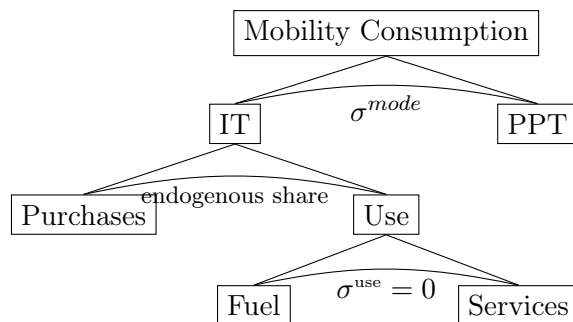 Mobility Consumption
σ^{mode}
IT
PPT
endogenous share
Purchases
Use
σ^{use} = 0
Fuel
Services